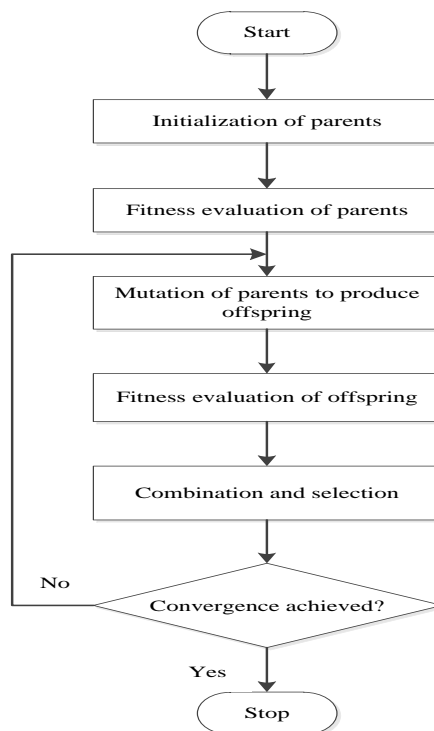 Start
Initialization of parents
Fitness evaluation of parents
Mutation of parents to produce
offspring
Fitness evaluation of offspring
Combination and selection
Convergence achieved?
No
Yes
Stop